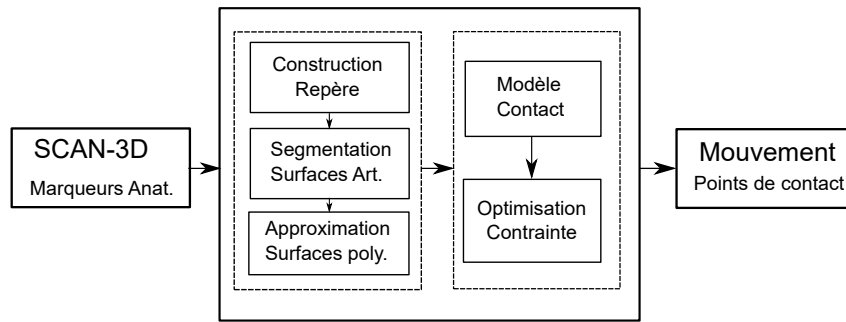 SCAN-3D
Marqueurs Anat.
Construction
Repère
Segmentation
Surfaces Art.
Approximation
Surfaces poly.
Modèle
Contact
Optimisation
Contrainte
Mouvement
Points de contact